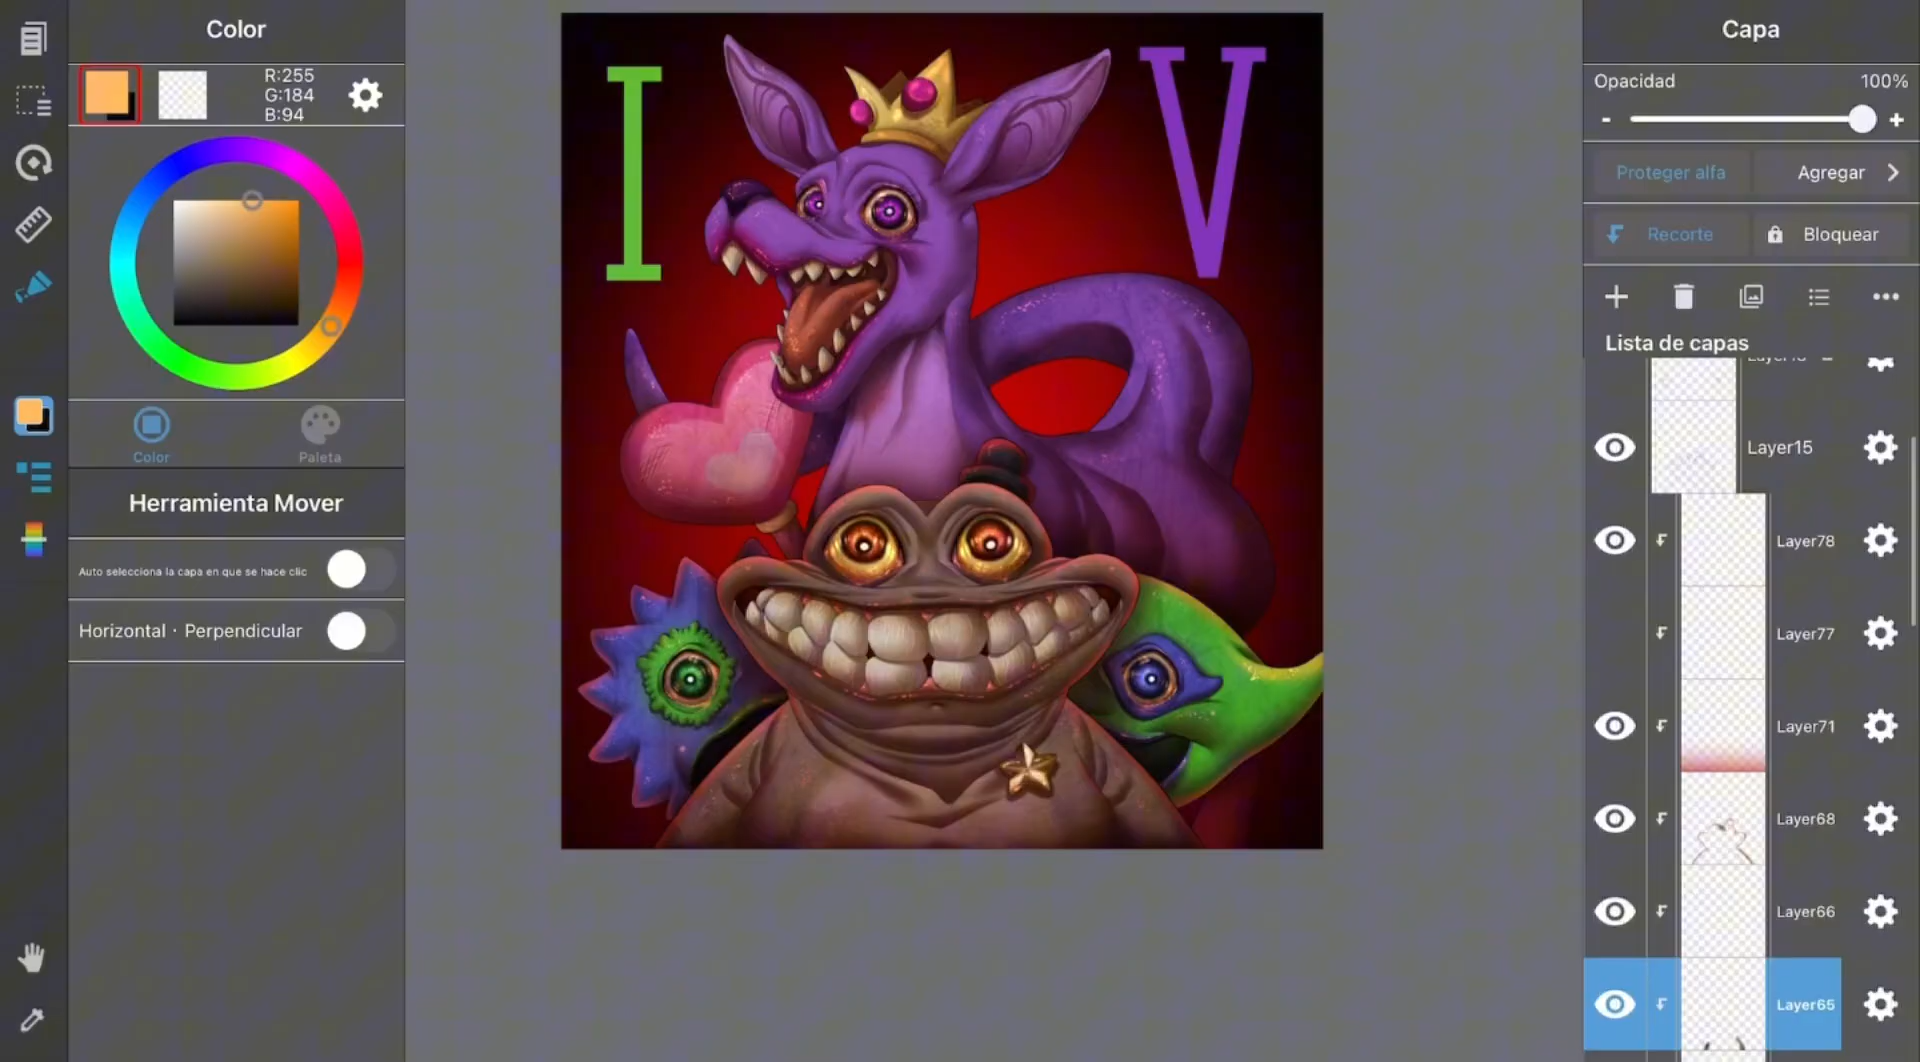 Color
R:255
G:184
B:94
Color
Paleta
Herramienta Mover
Auto selecciona la capa en que se hace clic
Horizontal · Perpendicular
I V
Capa
Opacidad 100%
- +
Proteger alfa Agregar
Recorte Bloquear
Lista de capas
Layer15
Layer78
Layer77
Layer71
Layer68
Layer66
Layer65